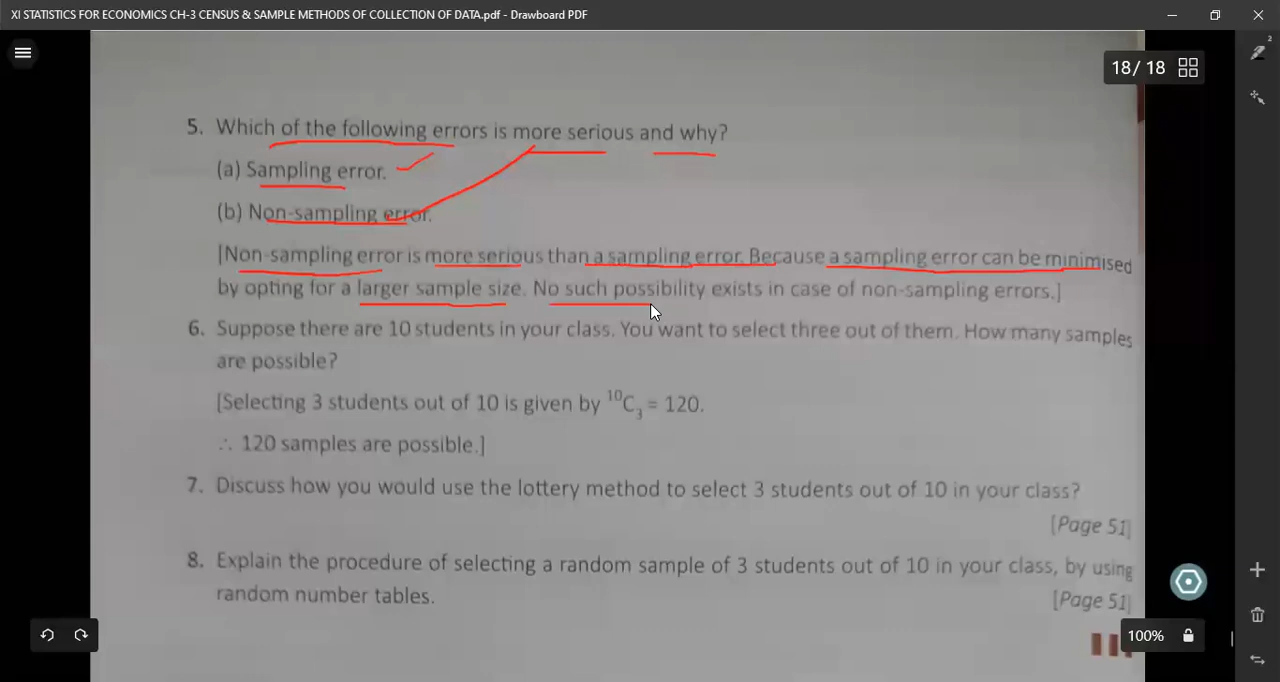 XI STATISTICS FOR ECONOMICS CH-3 CENSUS & SAMPLE METHODS OF COLLECTION OF DATA.pdf - Drawboard PDF
2
18/ 18
5. Which of the following errors is more serious and why?
(a) Sampling error.
(b) Non-sampling error.
[Non-sampling error is more serious than a sampling error. Because a sampling error can be minimised
by opting for a larger sample size. No such possibility exists in case of non-sampling errors.]
6. Suppose there are 10 students in your class. You want to select three out of them. How many samples
are possible?
[Selecting 3 students out of 10 is given by ¹⁰C₃ = 120.
∴ 120 samples are possible.]
7. Discuss how you would use the lottery method to select 3 students out of 10 in your class?
[Page 51]
8. Explain the procedure of selecting a random sample of 3 students out of 10 in your class, by using
random number tables.
[Page 51]
100%